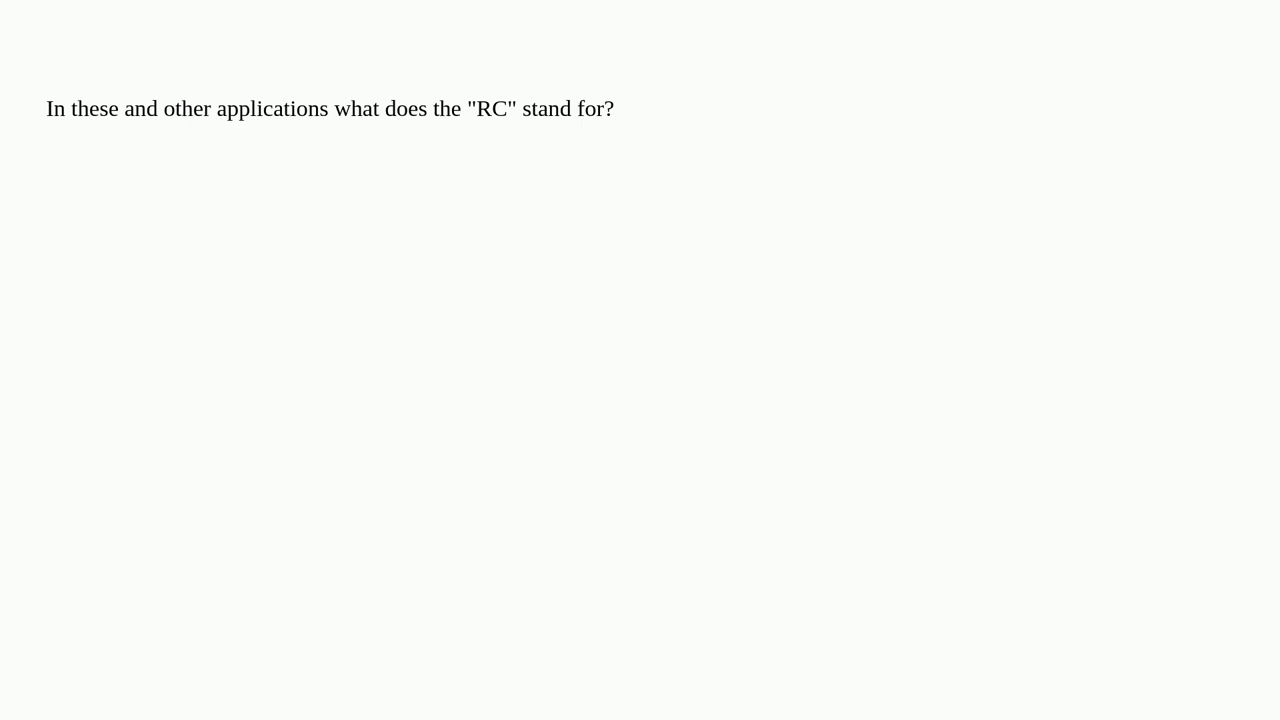 In these and other applications what does the "RC" stand for?